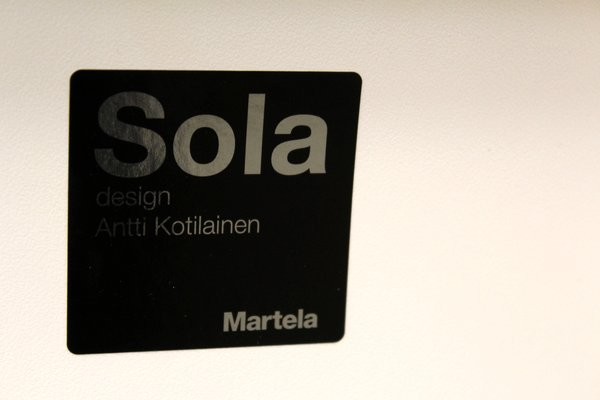 Sola
design
Antti Kotilainen
Martela